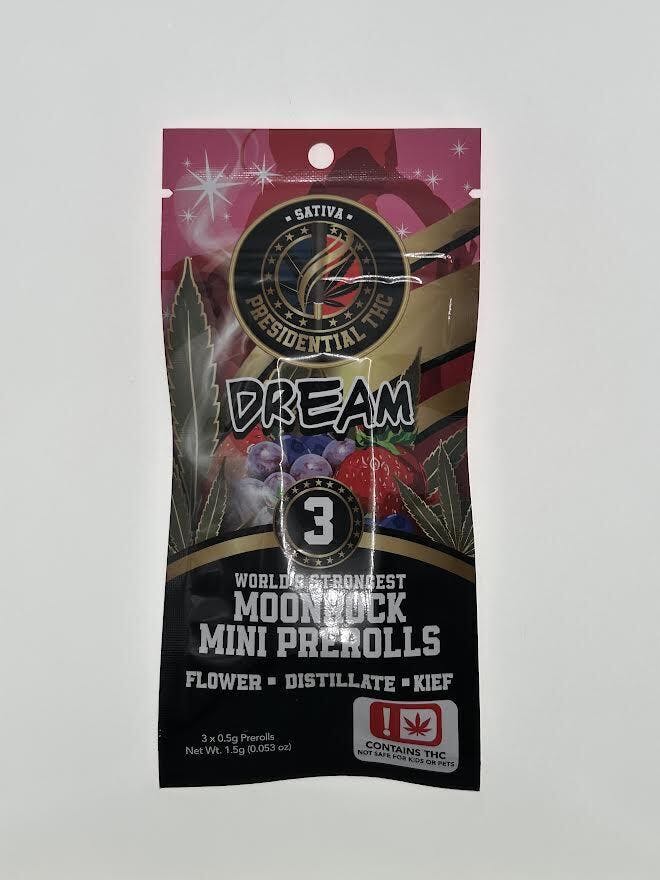 ▪ SATIVA ▪
PRESIDENTIAL THC
DREAM
3
WORLD'S STRONGEST
MOONROCK
MINI PREROLLS
FLOWER ▪ DISTILLATE ▪ KIEF
3 x 0.5g Prerolls
Net Wt. 1.5g (0.053 oz)
!
CONTAINS THC
NOT SAFE FOR KIDS OR PETS